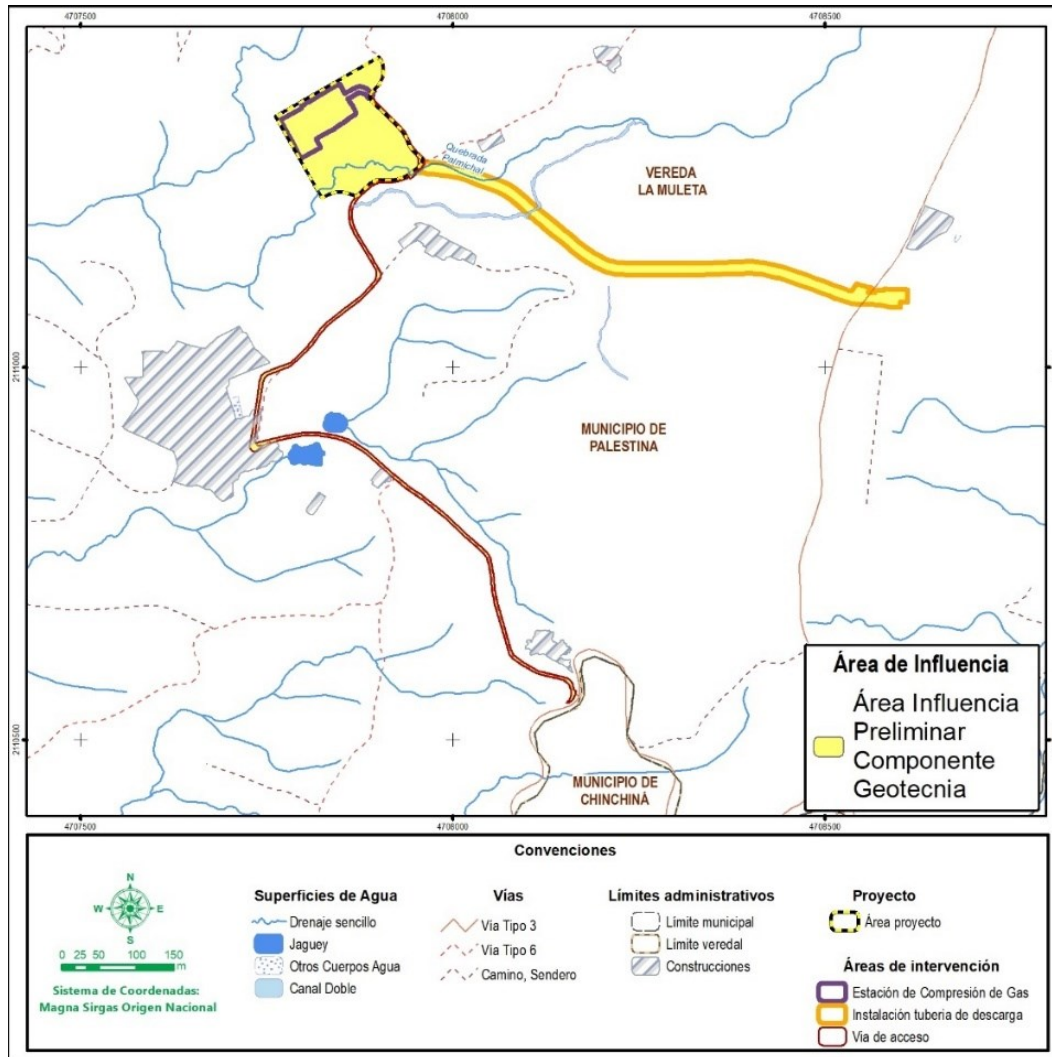 4707500
4708000
4708500
Quebrada
Palmichal
VEREDA
LA MULETA
2111000
MUNICIPIO DE
PALESTINA
2110500
MUNICIPIO DE
CHINCHINÁ
Área de Influencia
Área Influencia
Preliminar
Componente
Geotecnia
4707500
4708000
4708500
Convenciones
N
W
E
S
0 25 50 100 150
m
Sistema de Coordenadas:
Magna Sirgas Origen Nacional
Superficies de Agua
Drenaje sencillo
Jaguey
Otros Cuerpos Agua
Canal Doble
Vías
Vía Tipo 3
Vía Tipo 6
Camino, Sendero
Límites administrativos
Límite municipal
Límite veredal
Construcciones
Proyecto
Área proyecto
Áreas de intervención
Estación de Compresión de Gas
Instalación tuberia de descarga
Via de acceso